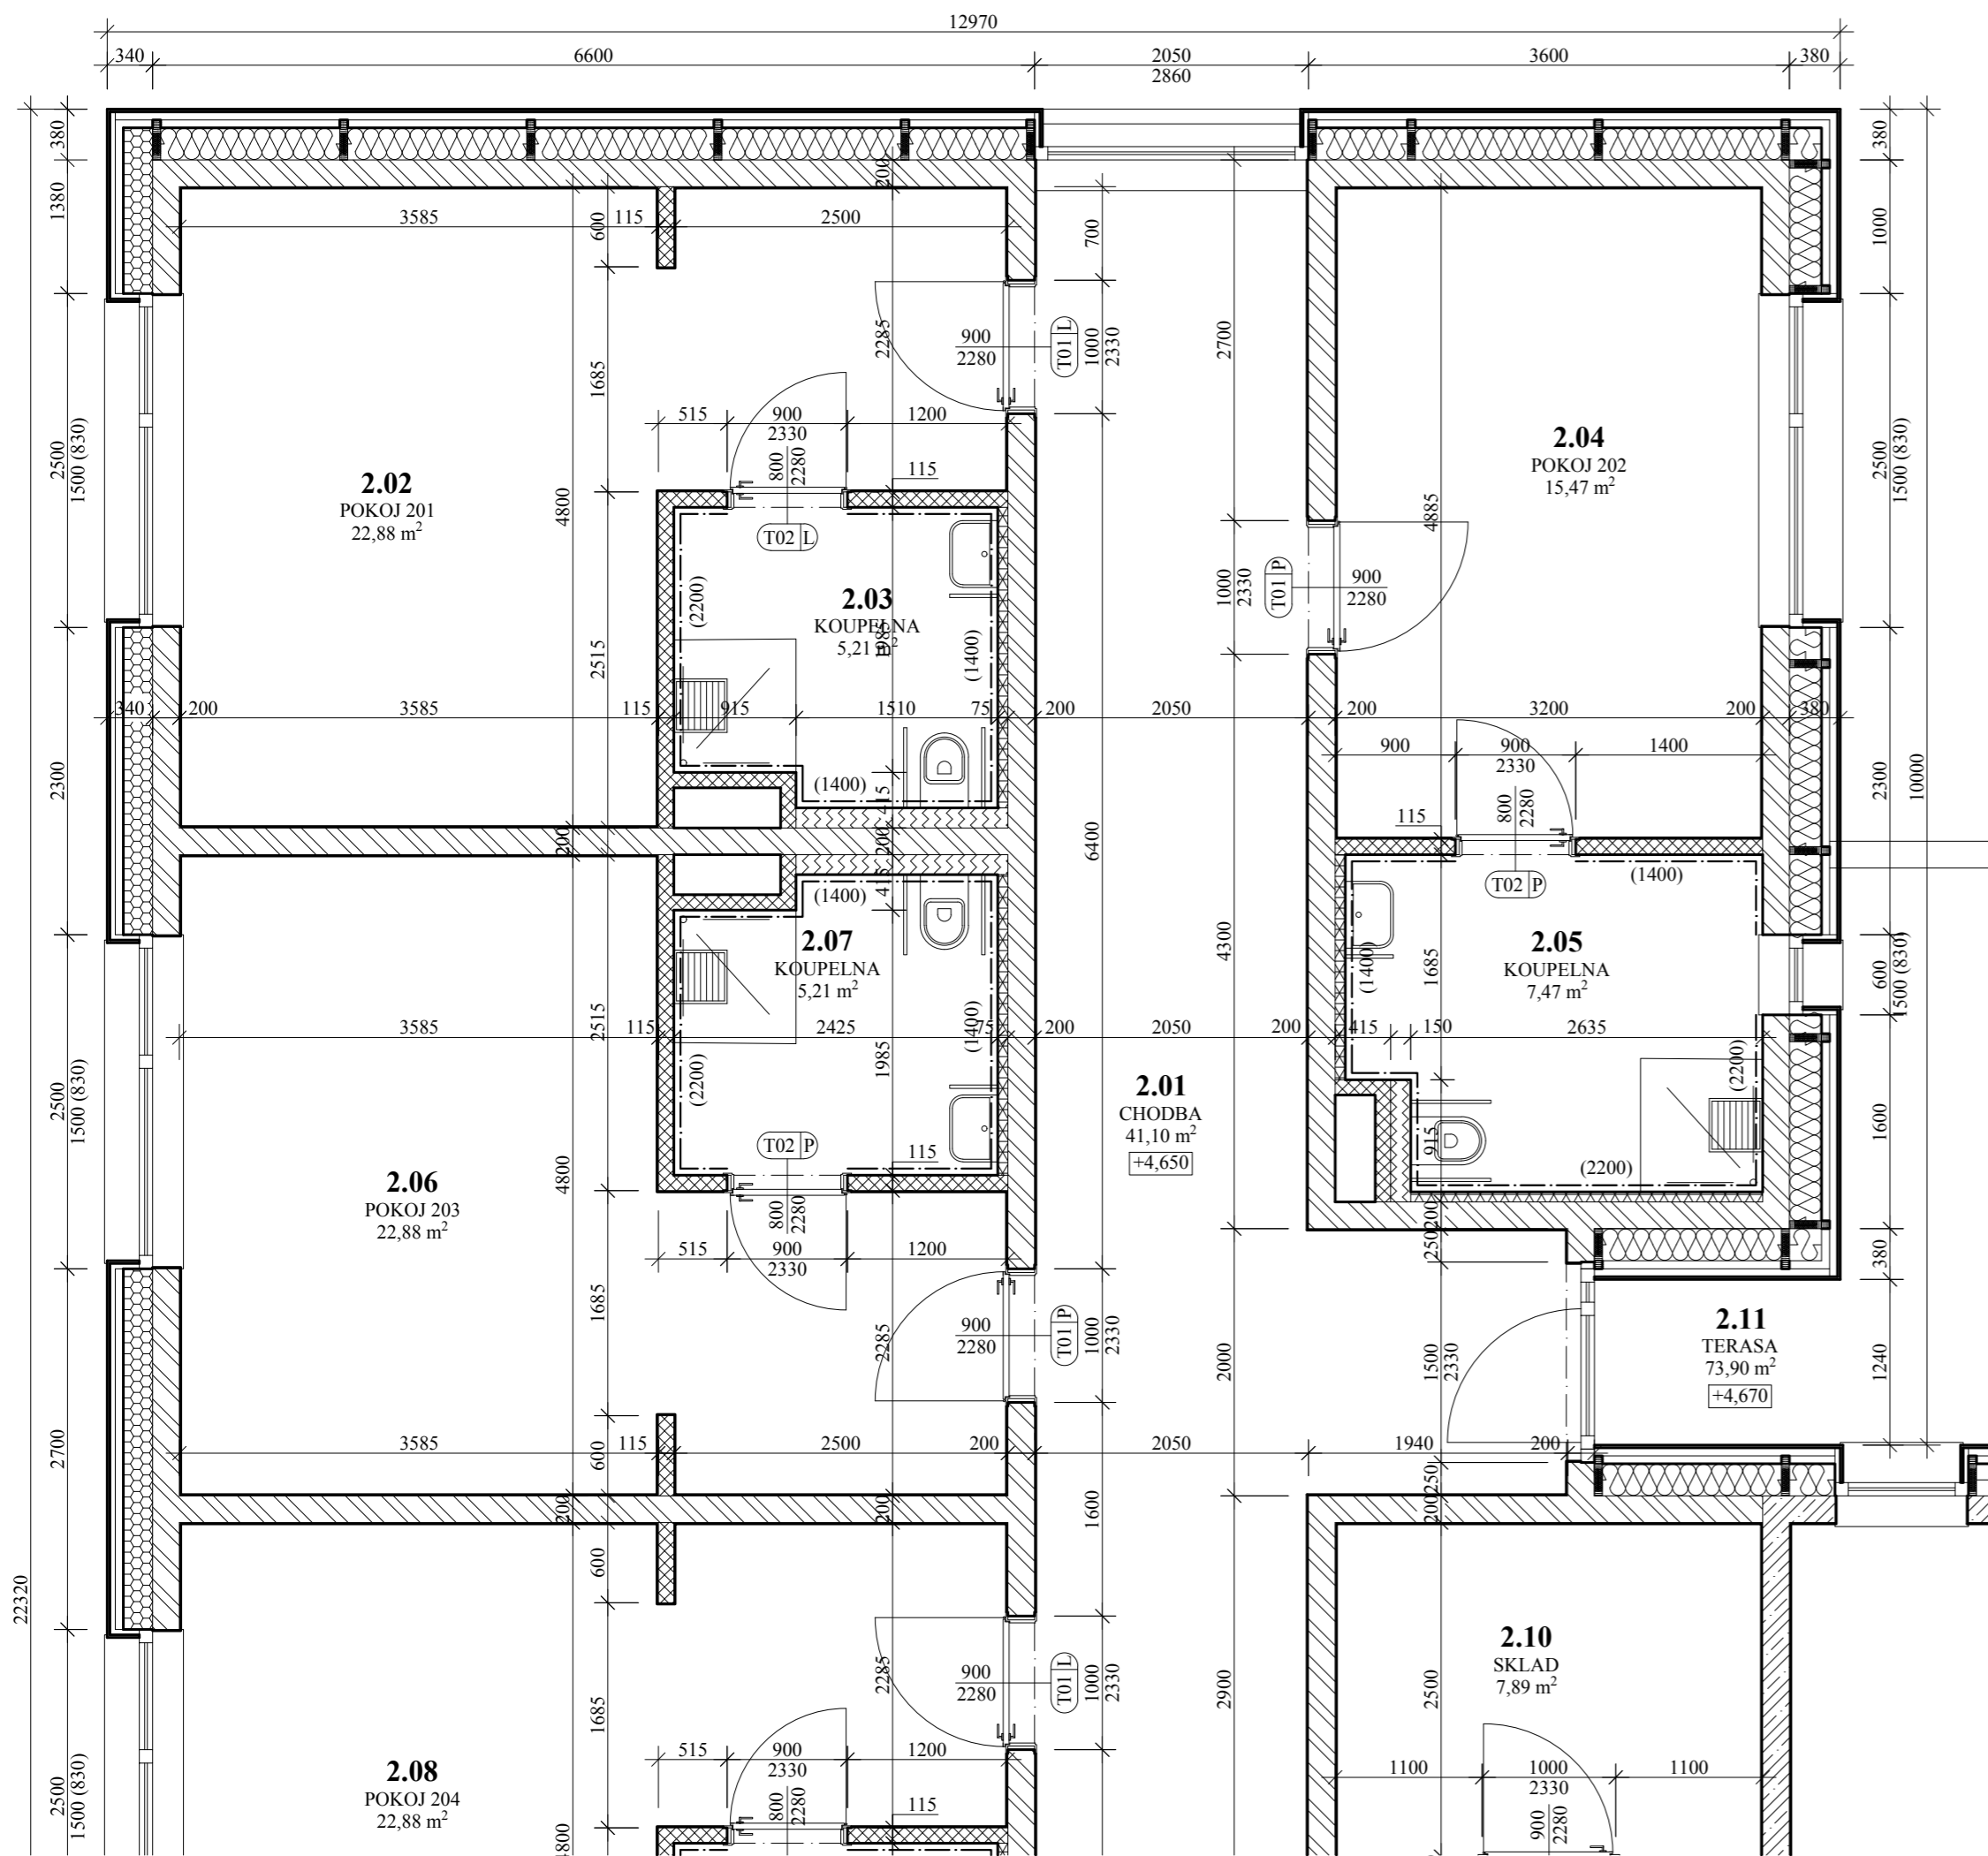 12970
340 6600 2050 3600 380
2860
380 200 380
1380 3585 115 2500 600 700 1000
2285 900 2280 T01 L 1000 2330 2700
1685
515 900 1200
2330
800 2280 115
2500
1500 (830)
2.02
POKOJ 201
22,88 m²
4800
T02 L
2.04
POKOJ 202
15,47 m²
4885
2500
1500 (830)
(2200)
2.03
KOUPELNA
5,21 m²
1985
(1400)
2515
1000
2330
T01 P
900
2280
340 200 3585 115 915 1510 75 200 2050 200 3200 200 380
900 900 1400
2330
2300
(1400)
415
115
800
2280
2300
10000
200 200
6400
T02 P
(1400)
415
(1400)
2.07
KOUPELNA
5,21 m²
4300
(1400)
1685
2.05
KOUPELNA
7,47 m²
600
1500 (830)
3585 115 2425 75 200 2050 200 415 150 2635
2515
(1400)
(2200)
1985
2500
1500 (830)
2.01
CHODBA
41,10 m²
+4,650
(2200)
915
(2200)
1600
T02 P
115
2.06
POKOJ 203
22,88 m²
4800
800
2280
515 900 1200
2330
200
250
380
1685
2285
900
2280
T01 P
1000
2330
2000
1500
2330
2.11
TERASA
73,90 m²
+4,670
1240
2700
3585 115 2500 200 2050 1940 200
600
200
200
1600
250
200
600
22320
2285
900
2280
T01 L
1000
2330
2900
2500
2.10
SKLAD
7,89 m²
1685
515 900 1200
2330
1100 1000 1100
2330
2500
1500 (830)
2.08
POKOJ 204
22,88 m²
4800
800
2280
115
900
2280